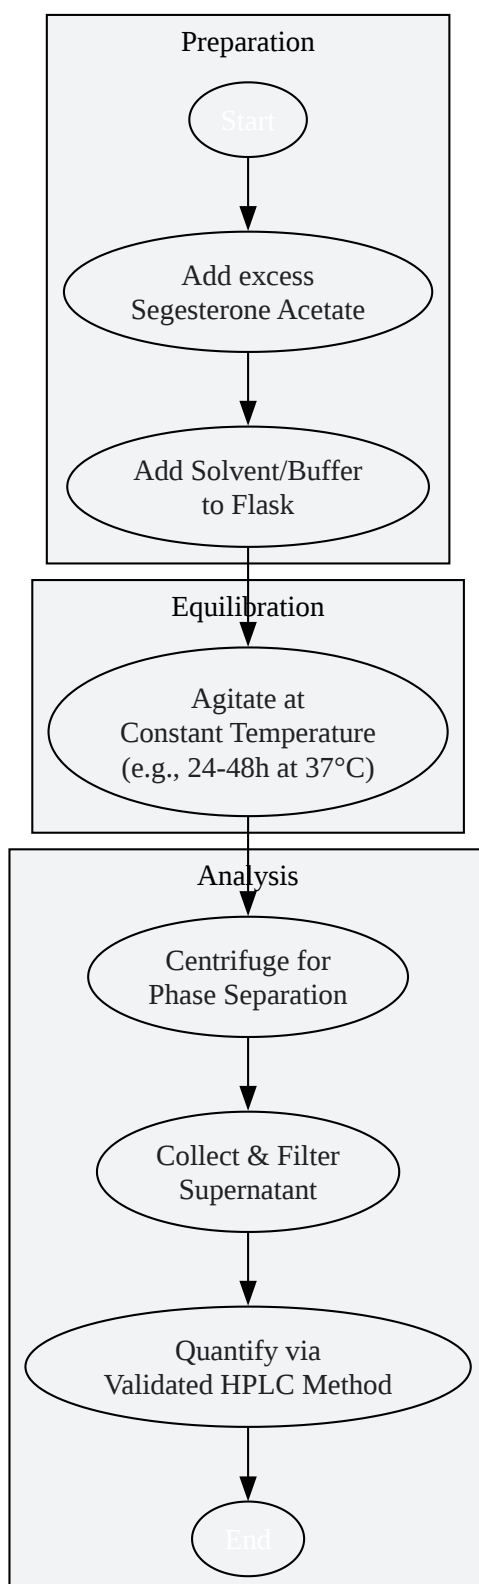 Preparation
Start
Add excess
Segesterone Acetate
Add Solvent/Buffer
to Flask
Equilibration
Agitate at
Constant Temperature
(e.g., 24-48h at 37°C)
Analysis
Centrifuge for
Phase Separation
Collect & Filter
Supernatant
Quantify via
Validated HPLC Method
End